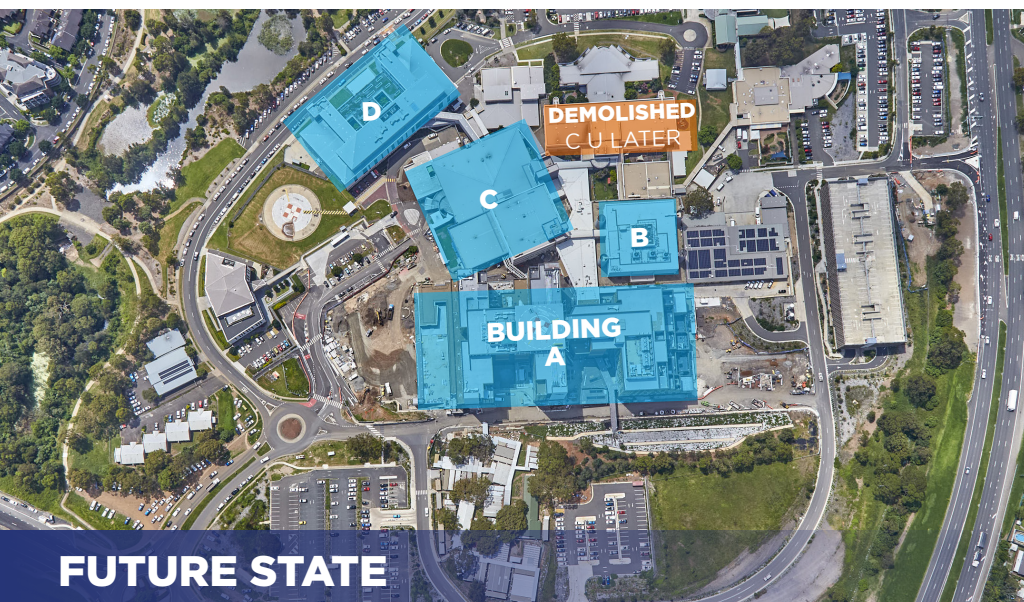 D
DEMOLISHED
C U LATER
C
B
BUILDING
A
FUTURE STATE